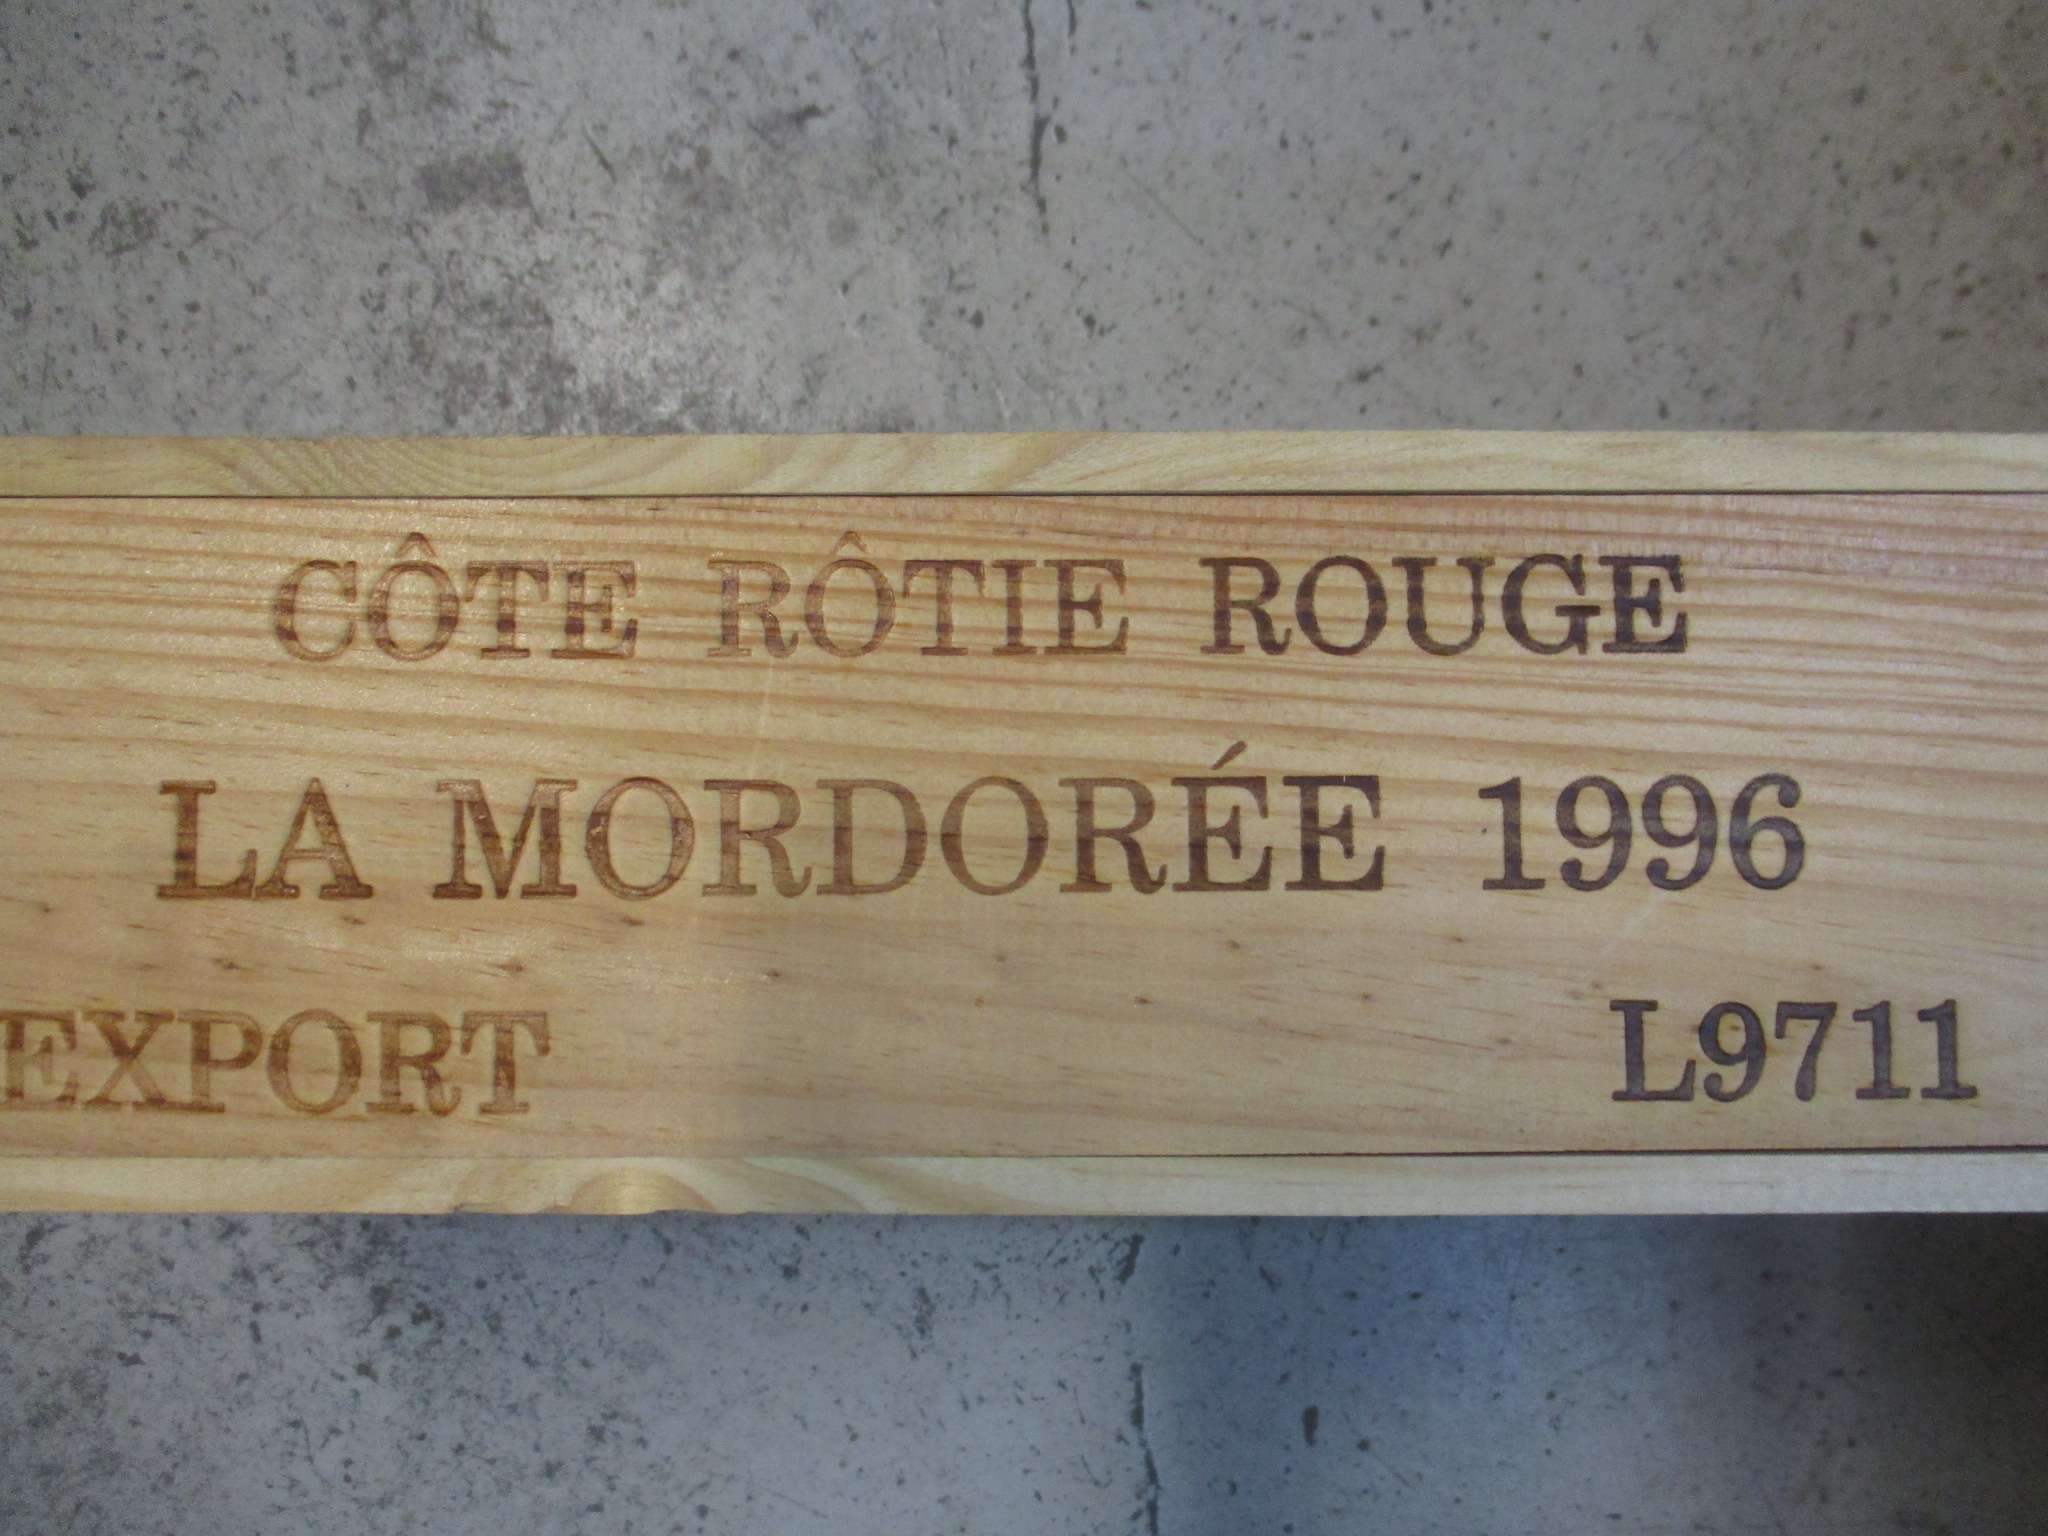 CÔTE RÔTIE ROUGE
LA MORDORÉE 1996
EXPORT L9711